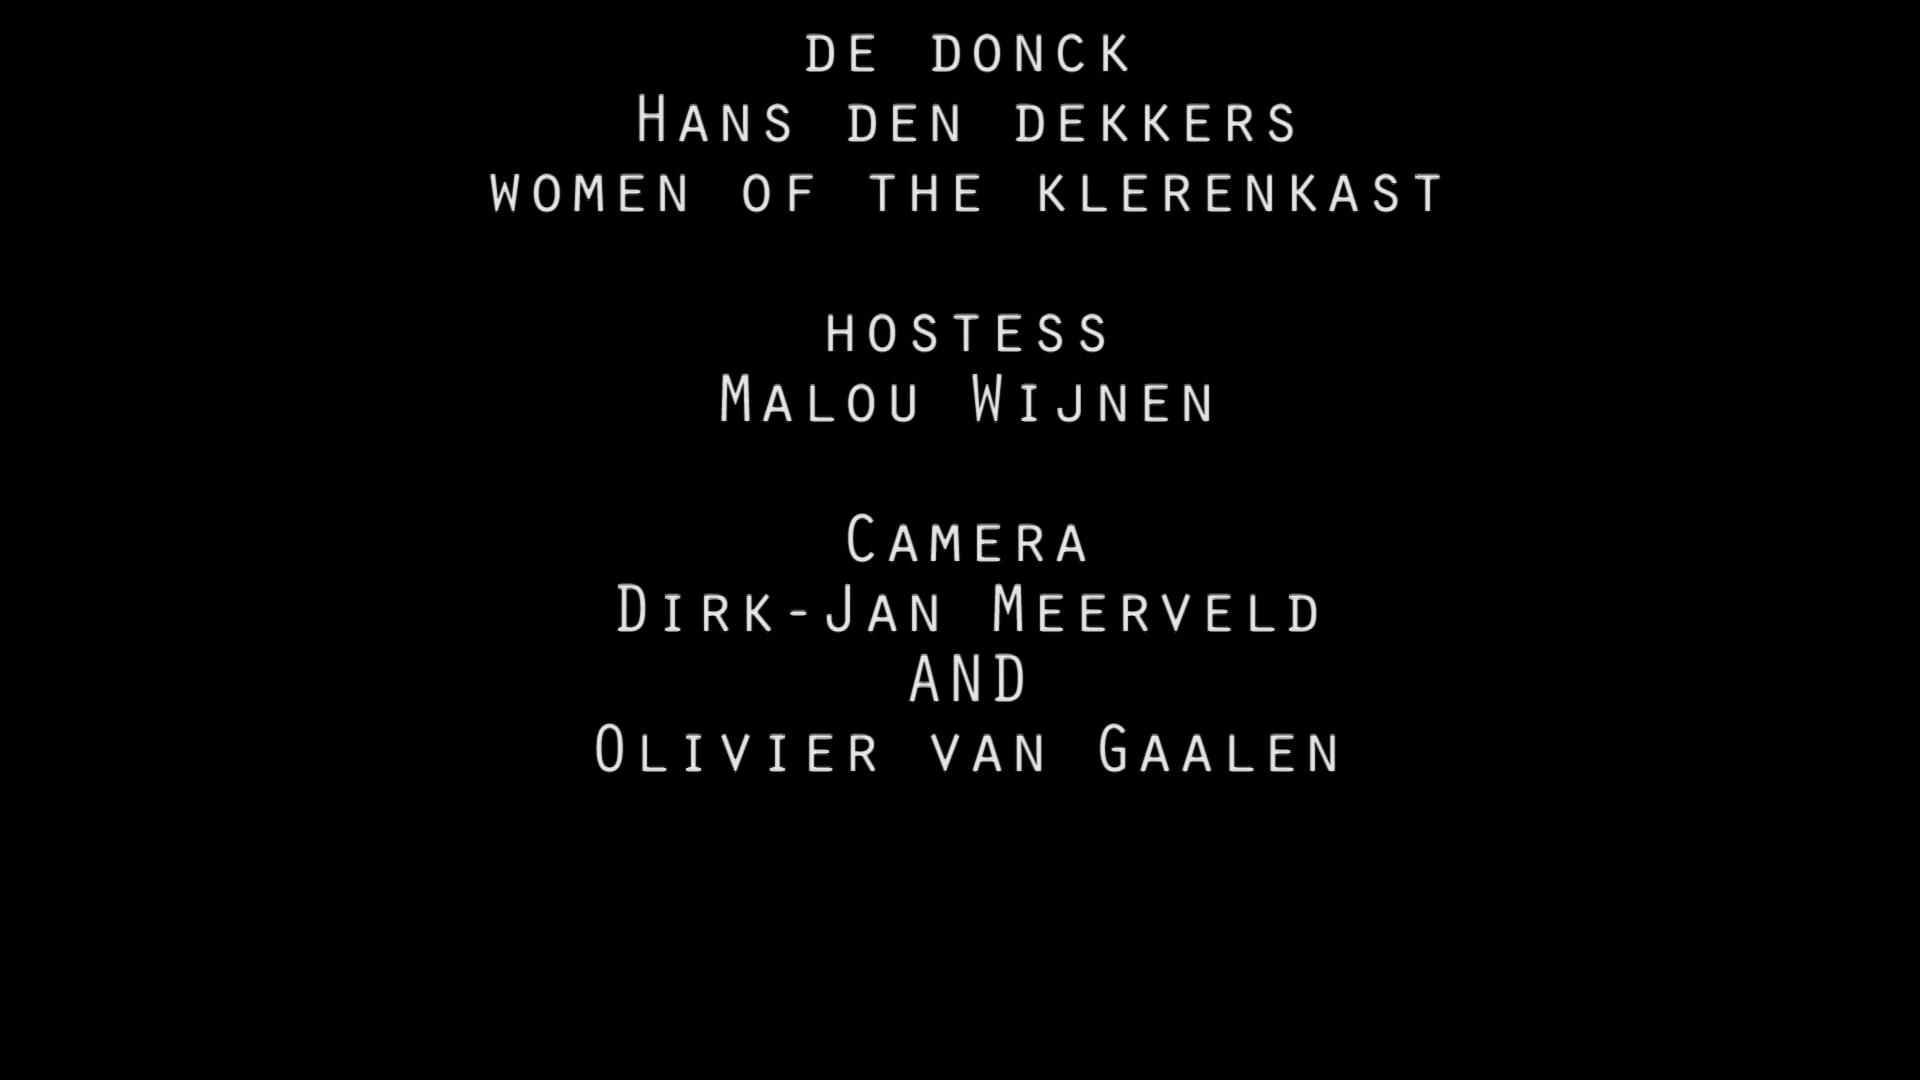 de donck
Hans den dekkers
women of the klerenkast
hostess
Malou Wijnen
Camera
Dirk-Jan Meerveld
AND
Olivier van Gaalen